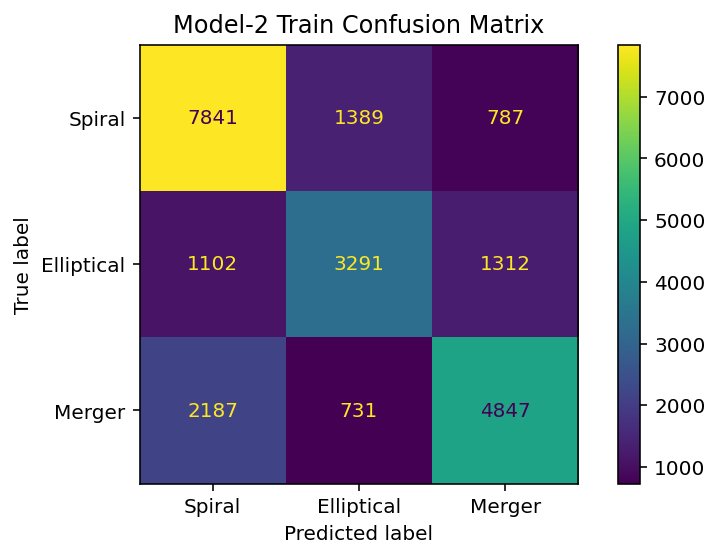 Model-2 Train Confusion Matrix
Spiral 7841 1389 787
Elliptical 1102 3291 1312
Merger 2187 731 4847
Spiral Elliptical Merger
Predicted label
True label
7000
6000
5000
4000
3000
2000
1000